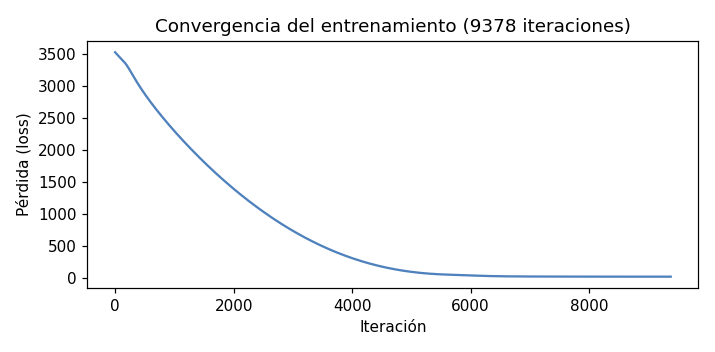 Convergencia del entrenamiento (9378 iteraciones)
Pérdida (loss)
3500
3000
2500
2000
1500
1000
500
0
0 2000 4000 6000 8000
Iteración